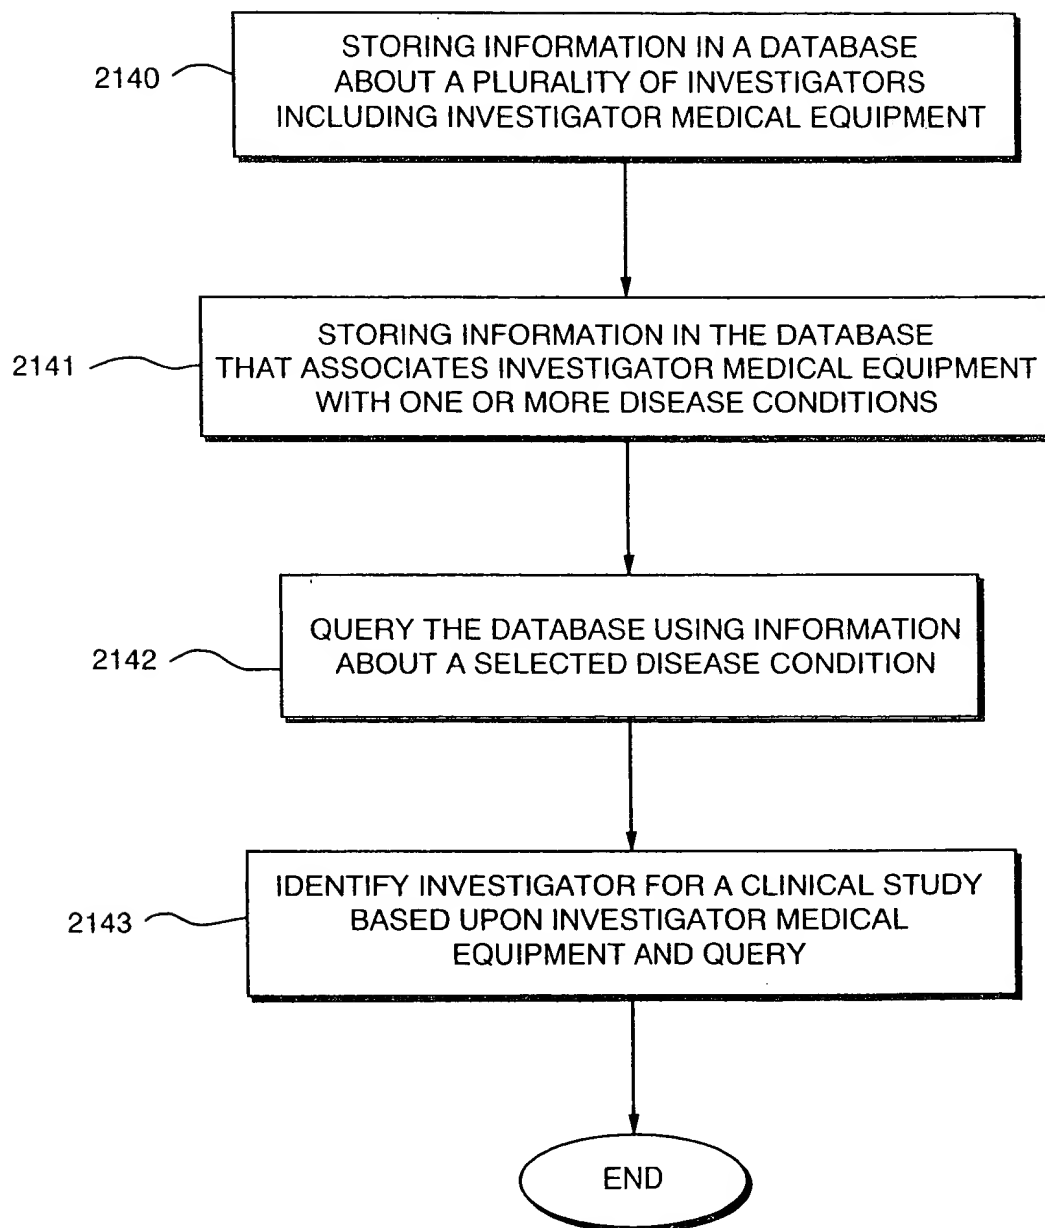 2140
STORING INFORMATION IN A DATABASE
ABOUT A PLURALITY OF INVESTIGATORS
INCLUDING INVESTIGATOR MEDICAL EQUIPMENT
2141
STORING INFORMATION IN THE DATABASE
THAT ASSOCIATES INVESTIGATOR MEDICAL EQUIPMENT
WITH ONE OR MORE DISEASE CONDITIONS
2142
QUERY THE DATABASE USING INFORMATION
ABOUT A SELECTED DISEASE CONDITION
2143
IDENTIFY INVESTIGATOR FOR A CLINICAL STUDY
BASED UPON INVESTIGATOR MEDICAL
EQUIPMENT AND QUERY
END